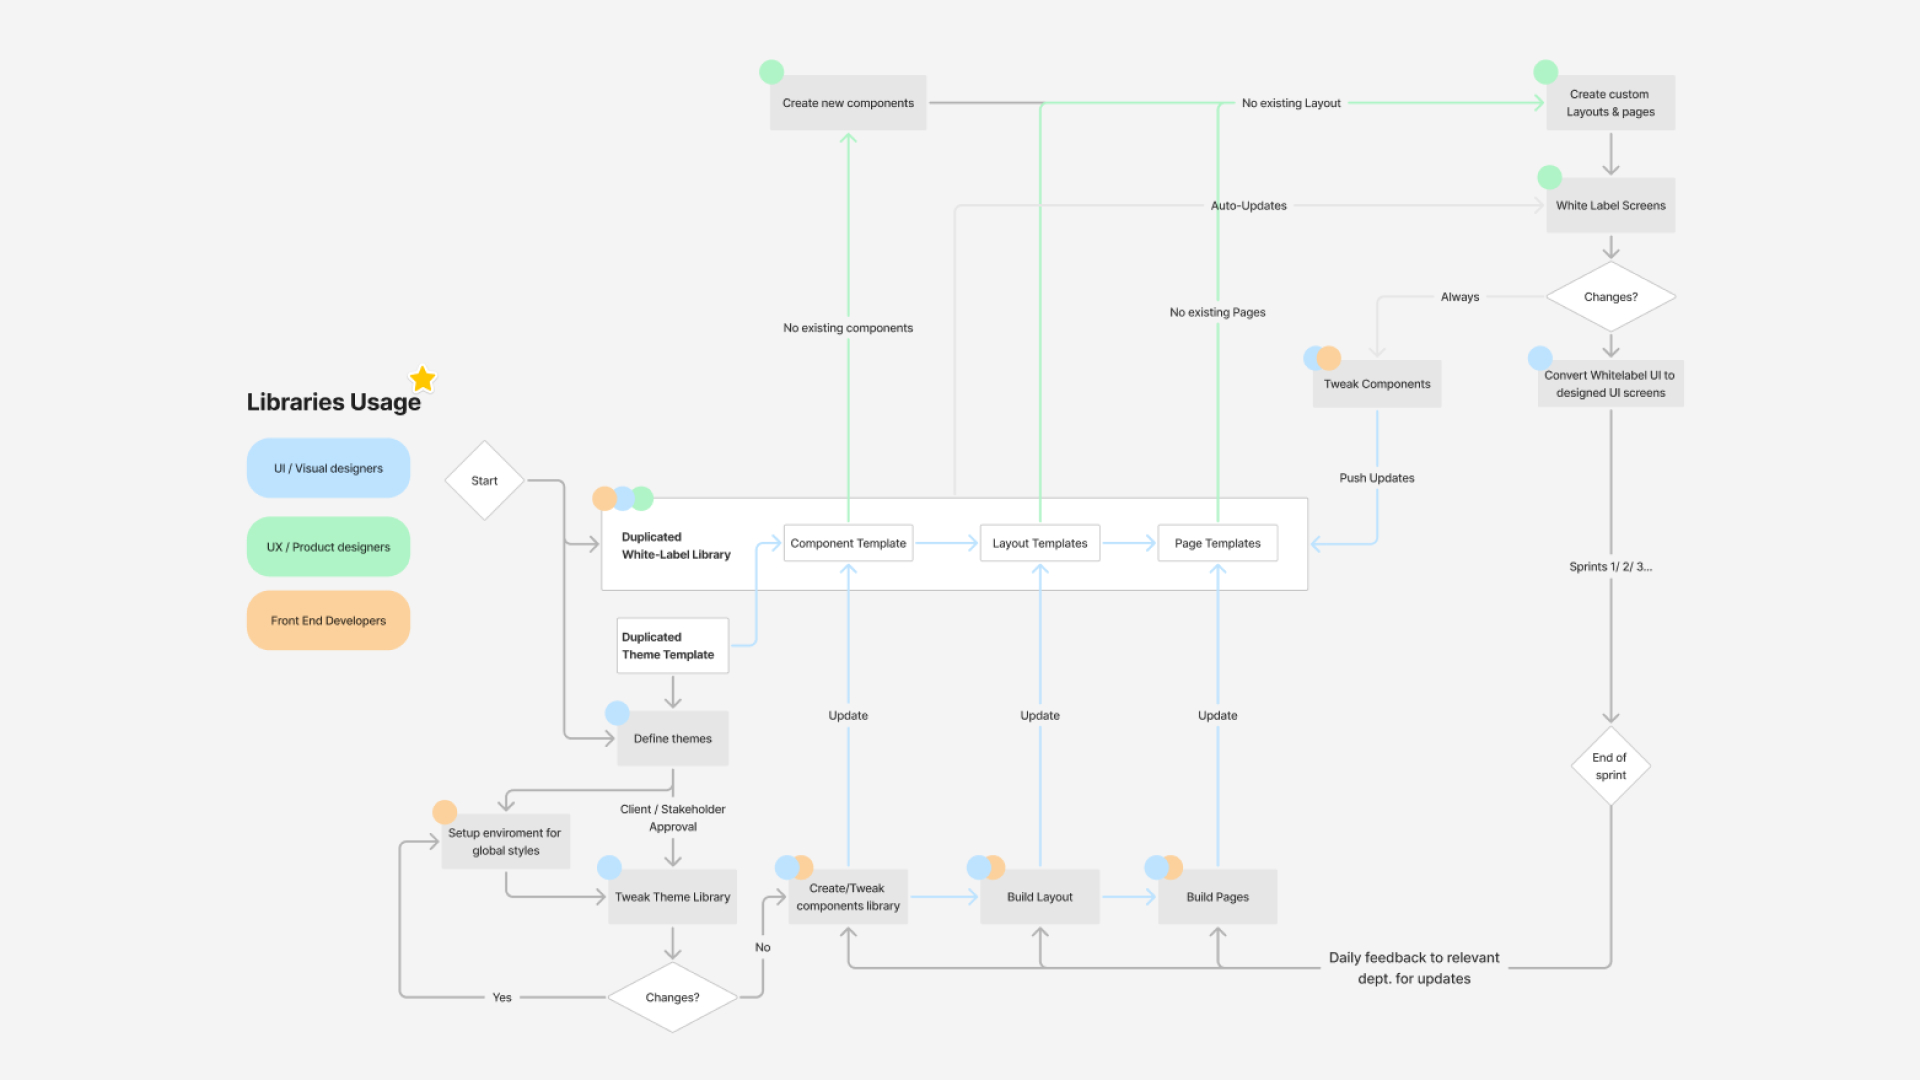 Create new components
No existing Layout
Create custom
Layouts & pages
Auto-Updates
White Label Screens
Always
Changes?
No existing Pages
No existing components
Tweak Components
Convert Whitelabel UI to
designed UI screens
Libraries Usage
UI / Visual designers
UX / Product designers
Front End Developers
Start
Push Updates
Duplicated
White-Label Library
Component Template
Layout Templates
Page Templates
Sprints 1/ 2/ 3...
Duplicated
Theme Template
Update
Update
Update
Define themes
End of
sprint
Client / Stakeholder
Approval
Setup enviroment for
global styles
Tweak Theme Library
Create/Tweak
components library
Build Layout
Build Pages
No
Daily feedback to relevant
dept. for updates
Yes
Changes?